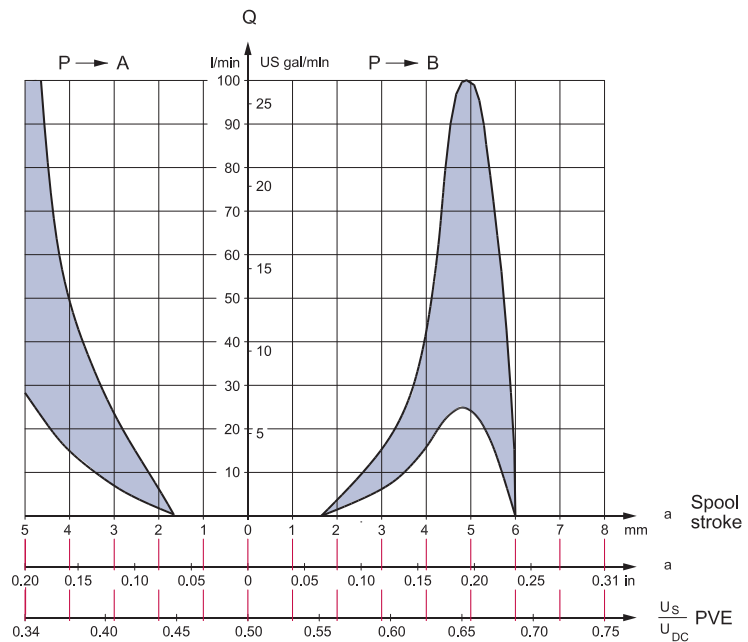 Q
P → A l/min US gal/mln P → B
100
25
90
80
20
70
60
15
50
40
10
30
20
5
10
a Spool stroke
5 4 3 2 1 0 1 2 3 4 5 6 7 8 mm
a
0.20 0.15 0.10 0.05 0 0.05 0.10 0.15 0.20 0.25 0.31 in
U_S
U_DC PVE
0.34 0.40 0.45 0.50 0.55 0.60 0.65 0.70 0.75